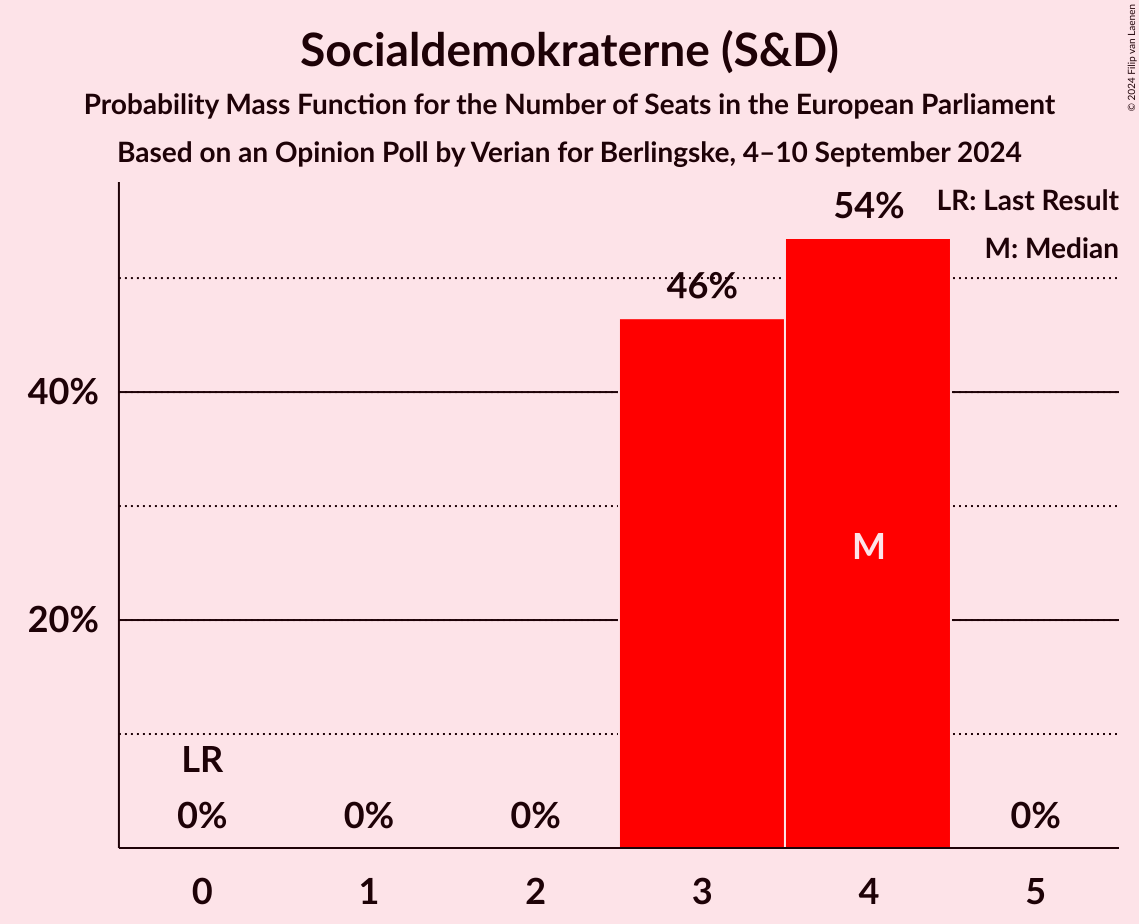 Socialdemokraterne (S&D)
Probability Mass Function for the Number of Seats in the European Parliament
Based on an Opinion Poll by Verian for Berlingske, 4–10 September 2024
© 2024 Filip van Laenen
LR: Last Result
M: Median
54%
46%
40%
20%
M
LR
0% 0% 0% 0%
0 1 2 3 4 5